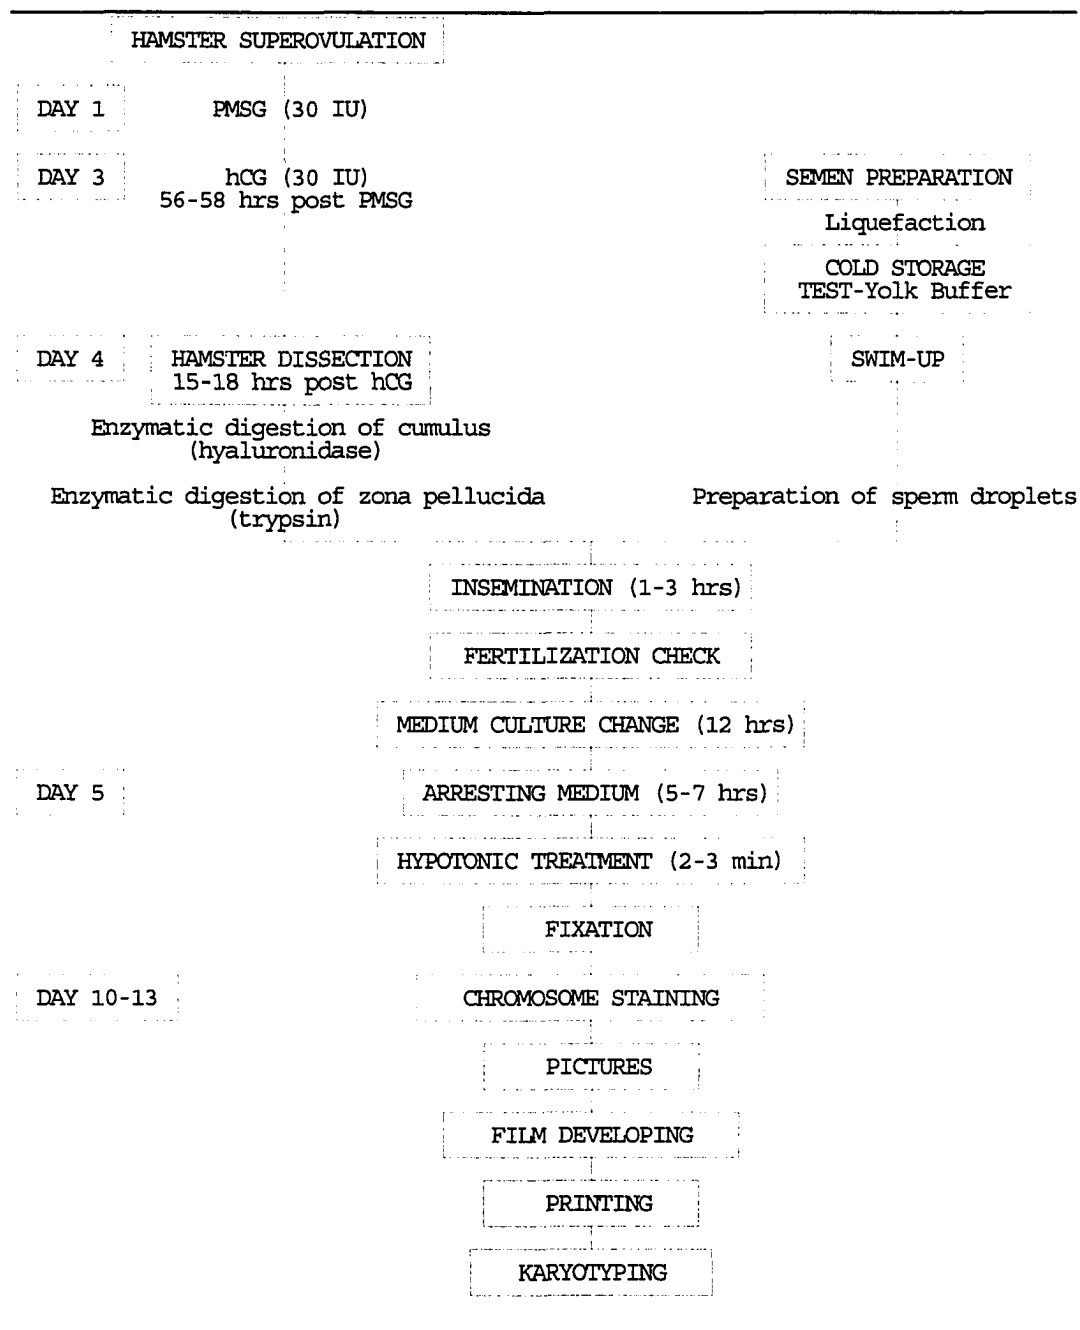 HAMSTER SUPEROVULATION
DAY 1
PMSG (30 IU)
DAY 3
hCG (30 IU)
56-58 hrs post PMSG
SEMEN PREPARATION
Liquefaction
COLD STORAGE
TEST-Yolk Buffer
DAY 4
HAMSTER DISSECTION
15-18 hrs post hCG
SWIM-UP
Enzymatic digestion of cumulus
(hyaluronidase)
Enzymatic digestion of zona pellucida
(trypsin)
Preparation of sperm droplets
INSEMINATION (1-3 hrs)
FERTILIZATION CHECK
MEDIUM CULTURE CHANGE (12 hrs)
DAY 5
ARRESTING MEDIUM (5-7 hrs)
HYPOTONIC TREATMENT (2-3 min)
FIXATION
DAY 10-13
CHROMOSOME STAINING
PICTURES
FILM DEVELOPING
PRINTING
KARYOTYPING